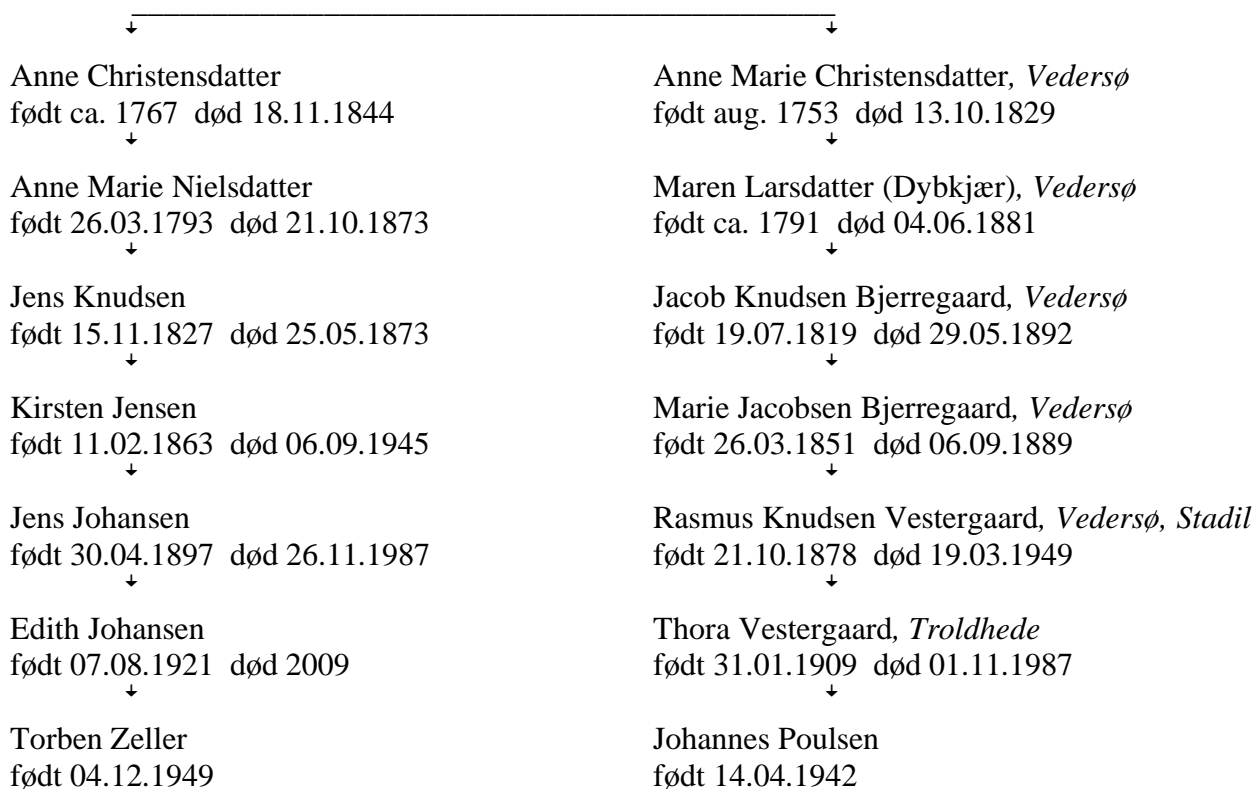 Anne Christensdatter
født ca. 1767 død 18.11.1844
Anne Marie Nielsdatter
født 26.03.1793 død 21.10.1873
Jens Knudsen
født 15.11.1827 død 25.05.1873
Kirsten Jensen
født 11.02.1863 død 06.09.1945
Jens Johansen
født 30.04.1897 død 26.11.1987
Edith Johansen
født 07.08.1921 død 2009
Torben Zeller
født 04.12.1949
Anne Marie Christensdatter, Vedersø
født aug. 1753 død 13.10.1829
Maren Larsdatter (Dybkjær), Vedersø
født ca. 1791 død 04.06.1881
Jacob Knudsen Bjerregaard, Vedersø
født 19.07.1819 død 29.05.1892
Marie Jacobsen Bjerregaard, Vedersø
født 26.03.1851 død 06.09.1889
Rasmus Knudsen Vestergaard, Vedersø, Stadil
født 21.10.1878 død 19.03.1949
Thora Vestergaard, Troldhede
født 31.01.1909 død 01.11.1987
Johannes Poulsen
født 14.04.1942